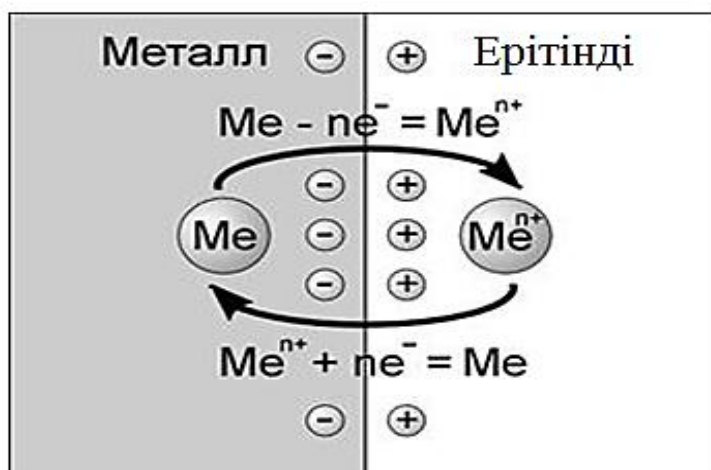 Металл - + Ерітінді
Me - ne⁻ = Meⁿ⁺
- +
Me - + Meⁿ⁺
- +
Meⁿ⁺ + ne⁻ = Me
- +